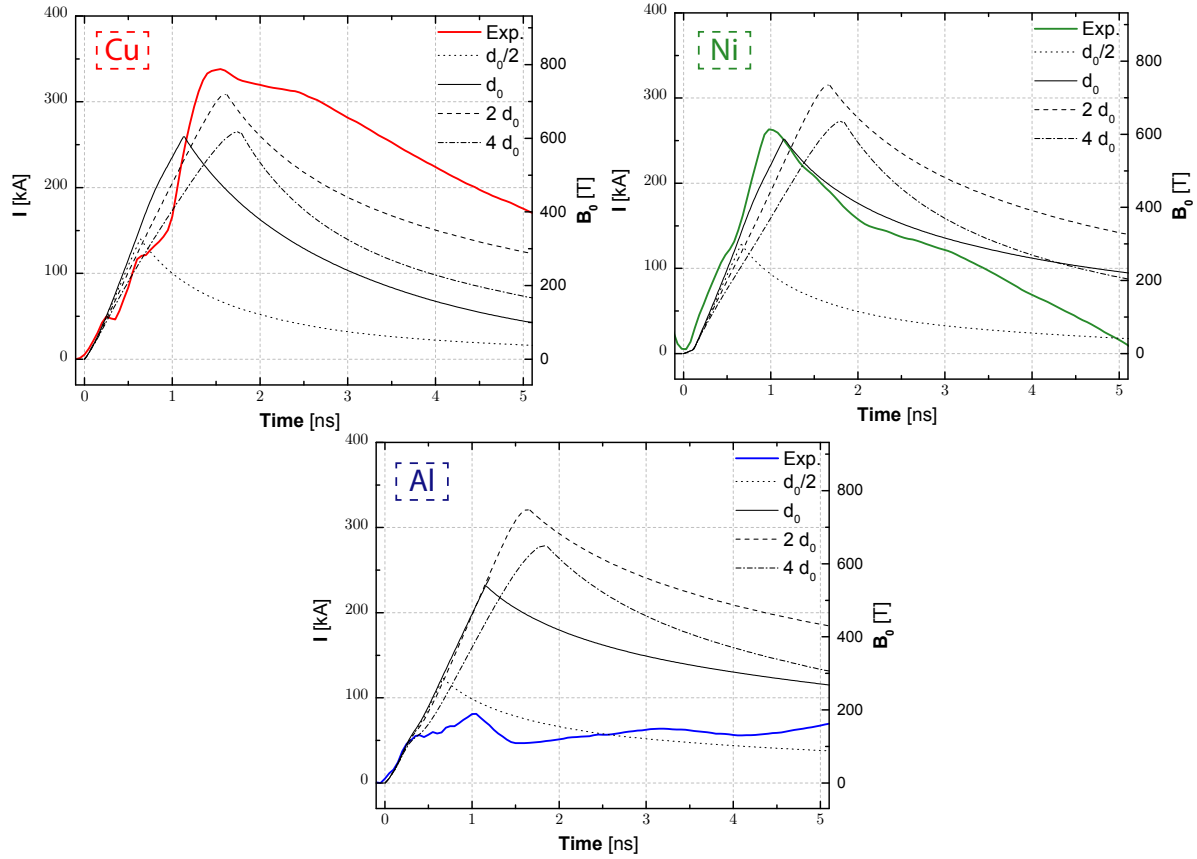 Cu
I [kA]
400
300
200
100
0
0 1 2 3 4 5
Time [ns]
B₀ [T]
800
600
400
200
0
Exp.
d₀/2
d₀
2 d₀
4 d₀
Ni
I [kA]
400
300
200
100
0
0 1 2 3 4 5
Time [ns]
B₀ [T]
800
600
400
200
0
Exp.
d₀/2
d₀
2 d₀
4 d₀
Al
I [kA]
400
300
200
100
0
0 1 2 3 4 5
Time [ns]
B₀ [T]
800
600
400
200
0
Exp.
d₀/2
d₀
2 d₀
4 d₀